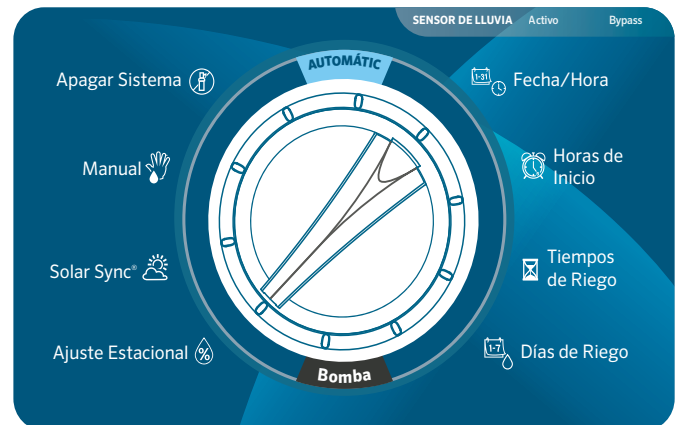 SENSOR DE LLUVIA Activo Bypass
AUTOMÁTIC
Apagar Sistema
Manual
Solar Sync®
Ajuste Estacional
%
1-31
Fecha/Hora
Horas de
Inicio
Tiempos
de Riego
1-7
Días de Riego
Bomba